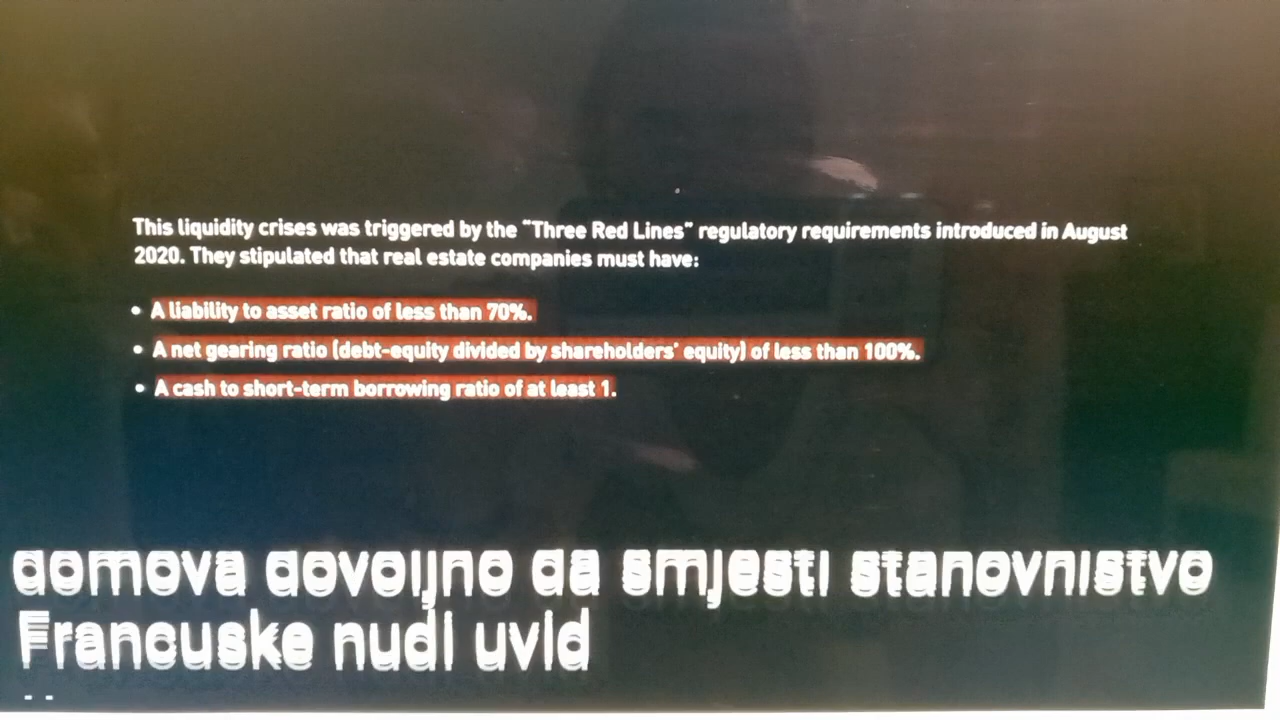 This liquidity crises was triggered by the "Three Red Lines" regulatory requirements introduced in August
2020. They stipulated that real estate companies must have:
• A liability to asset ratio of less than 70%.
• A net gearing ratio (debt-equity divided by shareholders' equity) of less than 100%.
• A cash to short-term borrowing ratio of at least 1.
domova dovoljno da smjesti stanovništvo
Francuske nudi uvid